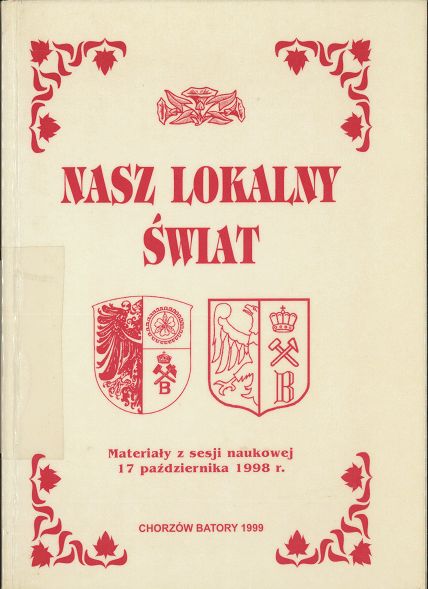 NASZ LOKALNY
ŚWIAT
B
B
Materiały z sesji naukowej
17 października 1998 r.
CHORZÓW BATORY 1999